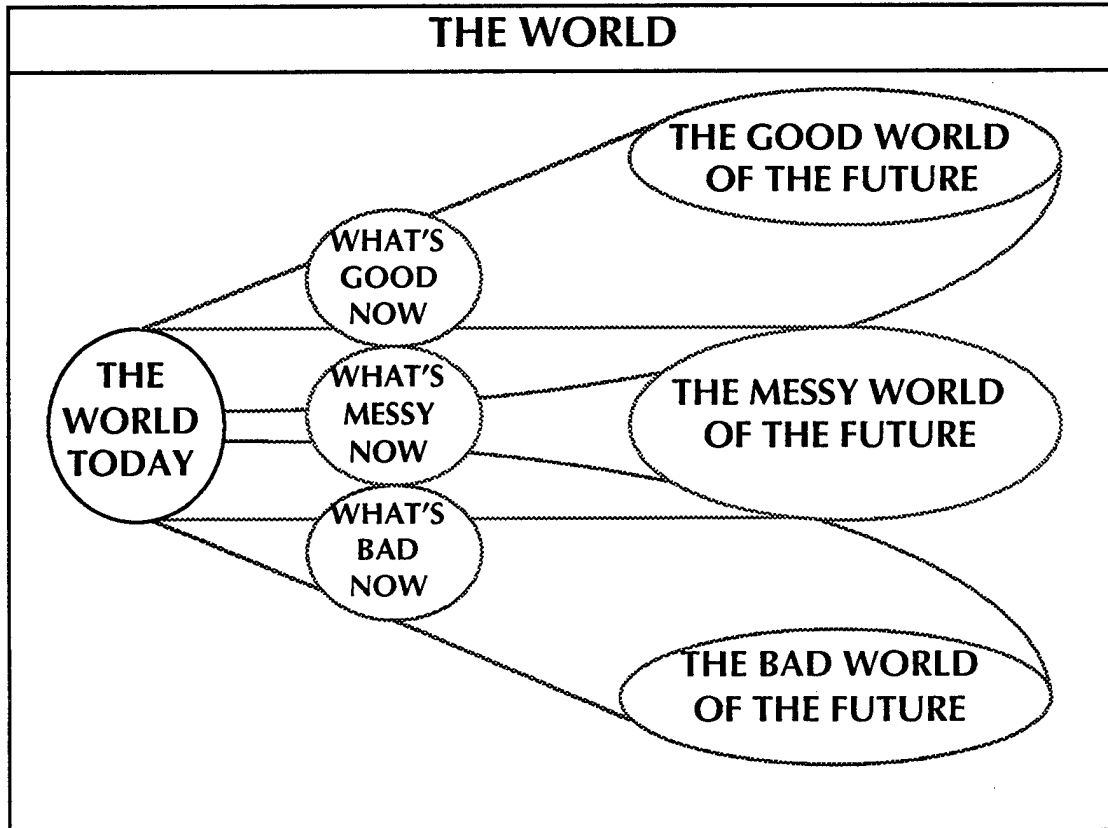 THE WORLD
THE GOOD WORLD
OF THE FUTURE
WHAT'S
GOOD
NOW
THE
WORLD
TODAY
WHAT'S
MESSY
NOW
THE MESSY WORLD
OF THE FUTURE
WHAT'S
BAD
NOW
THE BAD WORLD
OF THE FUTURE